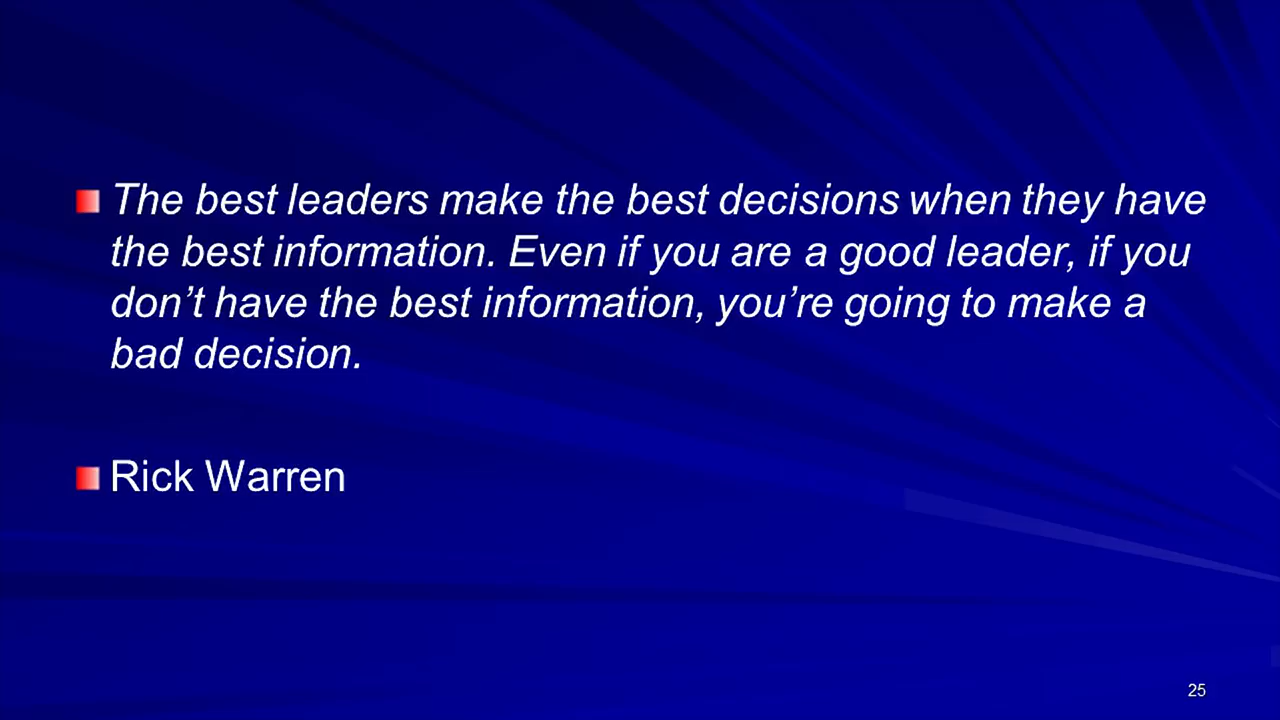 The best leaders make the best decisions when they have
the best information. Even if you are a good leader, if you
don’t have the best information, you’re going to make a
bad decision.
Rick Warren
25